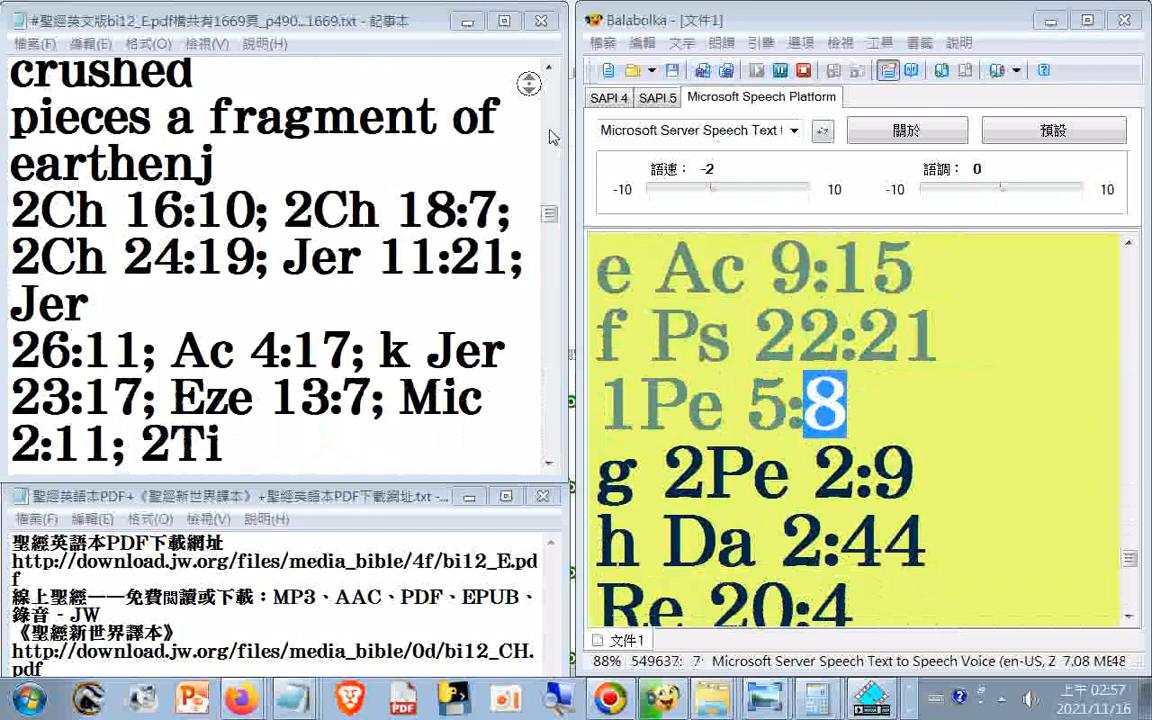 #聖經英文版bi12_E.pdf檔共有1669頁_p490...1669.txt - 記事本
檔案(F) 編輯(E) 格式(O) 檢視(V) 說明(H)
crushed
pieces a fragment of
earthenj
2Ch 16:10; 2Ch 18:7;
2Ch 24:19; Jer 11:21;
Jer
26:11; Ac 4:17; k Jer
23:17; Eze 13:7; Mic
2:11; 2Ti
聖經英語本PDF+《聖經新世界譯本》+聖經英語本PDF下載網址.txt -...
檔案(F) 編輯(E) 格式(O) 檢視(V) 說明(H)
聖經英語本PDF下載網址
http://download.jw.org/files/media_bible/4f/bi12_E.pd
f
線上聖經——免費閱讀或下載：MP3、AAC、PDF、EPUB、
錄音 - JW
《聖經新世界譯本》
http://download.jw.org/files/media_bible/0d/bi12_CH.
pdf
Balabolka - [文件1]
檔案 編輯 文字 朗讀 引擎 選項 檢視 工具 書籤 說明
SAPI 4 SAPI 5 Microsoft Speech Platform
Microsoft Server Speech Text 關於 預設
語速： -2 語調： 0
-10 10 -10 10
e Ac 9:15
f Ps 22:21
1Pe 5:8
g 2Pe 2:9
h Da 2:44
Re 20:4
文件1
88% 549637: 7 Microsoft Server Speech Text to Speech Voice (en-US, Z 7.08 ME48
上午 02:57
2021/11/16